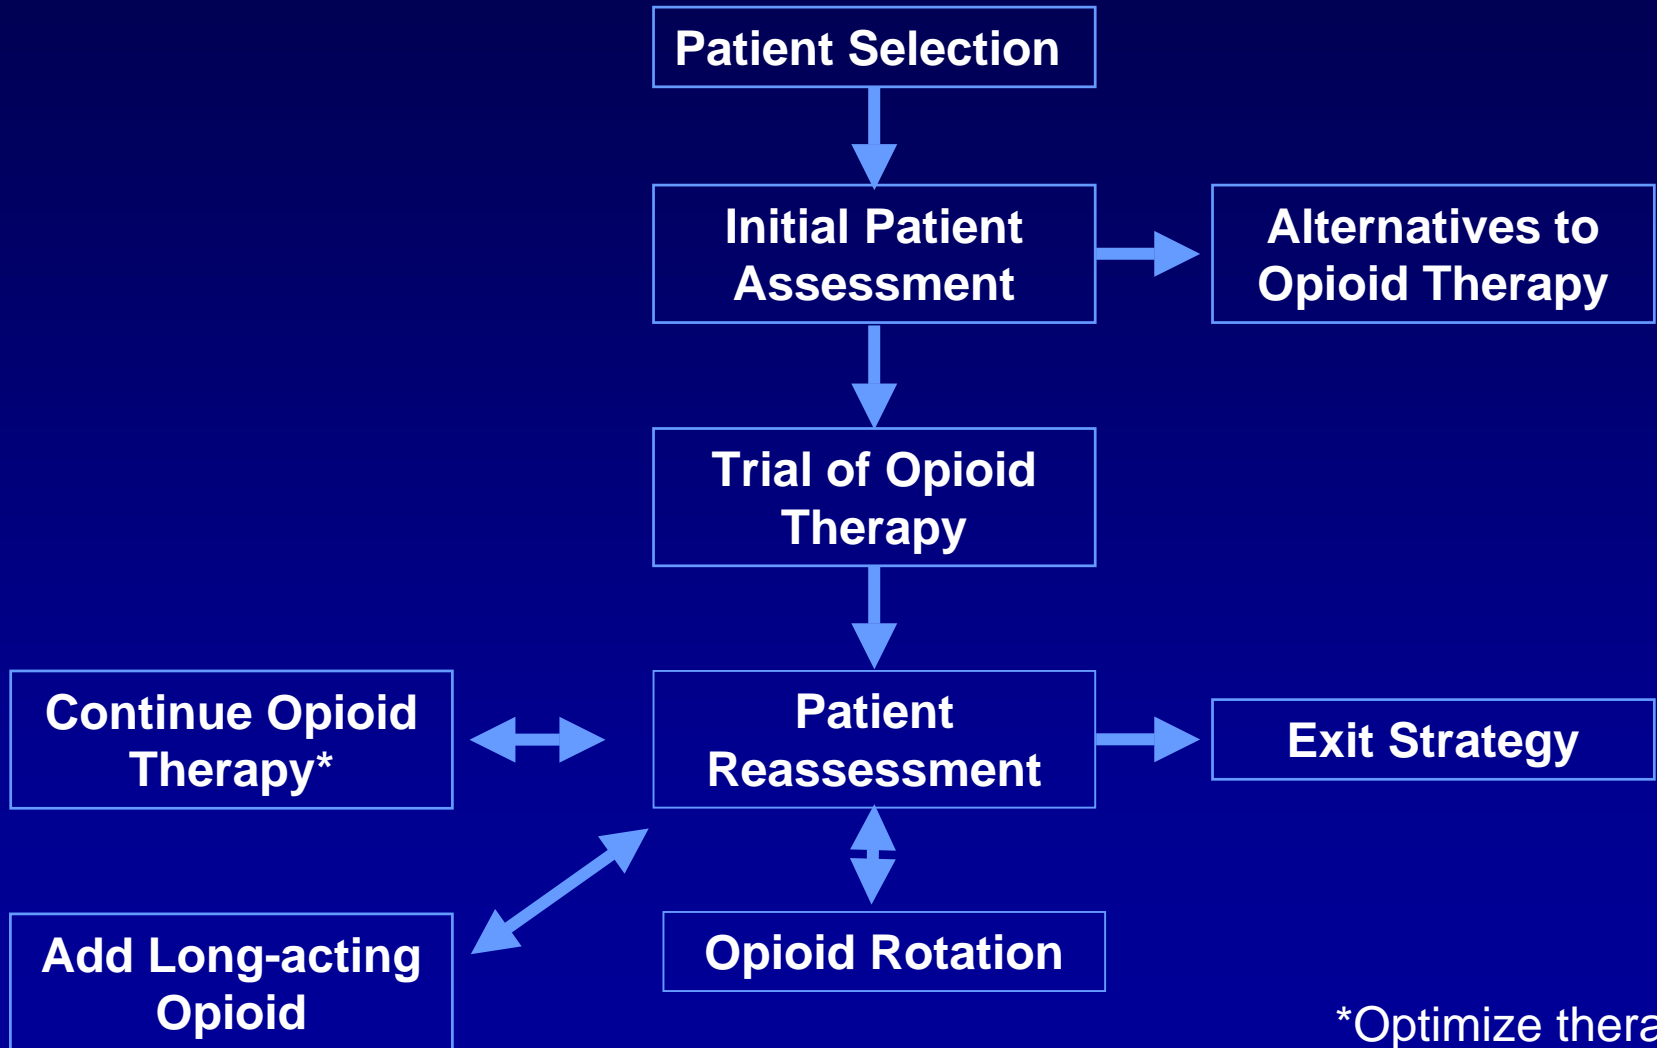 Patient Selection
Initial Patient
Assessment
Alternatives to
Opioid Therapy
Trial of Opioid
Therapy
Continue Opioid
Therapy*
Patient
Reassessment
Exit Strategy
Add Long-acting
Opioid
Opioid Rotation
*Optimize